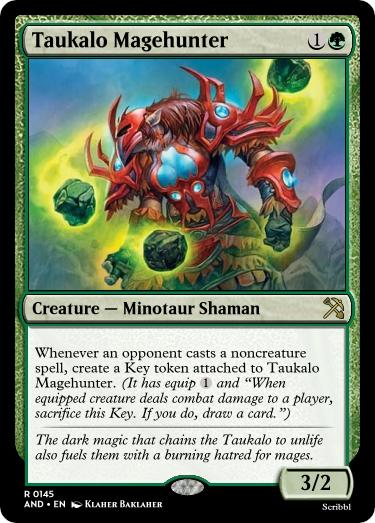 Taukalo Magehunter 1
Creature — Minotaur Shaman
Whenever an opponent casts a noncreature
spell, create a Key token attached to Taukalo
Magehunter. (It has equip 1 and “When
equipped creature deals combat damage to a player,
sacrifice this Key. If you do, draw a card.”)
The dark magic that chains the Taukalo to unlife
also fuels them with a burning hatred for mages.
3/2
R 0145
AND • EN Klaher Baklaher
Scribbl